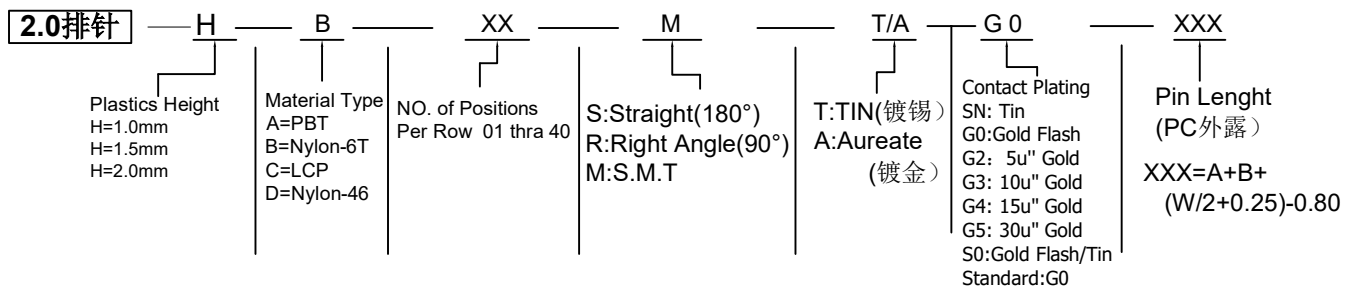 2.0排针 H B XX M T/A G 0 XXX
Plastics Height
H=1.0mm
H=1.5mm
H=2.0mm
Material Type
A=PBT
B=Nylon-6T
C=LCP
D=Nylon-46
NO. of Positions
Per Row 01 thra 40
S:Straight(180°)
R:Right Angle(90°)
M:S.M.T
T:TIN(镀锡）
A:Aureate
(镀金）
Contact Plating
SN: Tin
G0:Gold Flash
G2: 5u" Gold
G3: 10u" Gold
G4: 15u" Gold
G5: 30u" Gold
S0:Gold Flash/Tin
Standard:G0
Pin Lenght
(PC外露）
XXX=A+B+
(W/2+0.25)-0.80